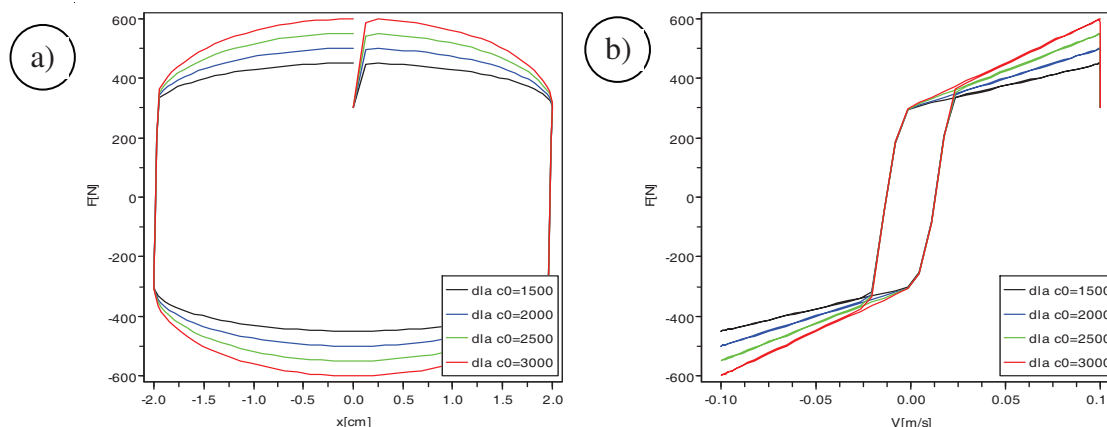 a)
600
400
200
0
-200
-400
-600
F[N]
-2.0 -1.5 -1.0 -0.5 0.0 0.5 1.0 1.5 2.0
x[cm]
dla c0=1500
dla c0=2000
dla c0=2500
dla c0=3000
b)
600
400
200
0
-200
-400
-600
F[N]
-0.10 -0.05 0.00 0.05 0.1
V[m/s]
dla c0=1500
dla c0=2000
dla c0=2500
dla c0=3000